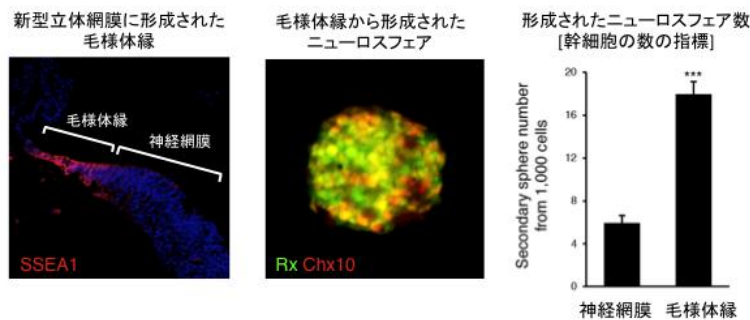 新型立体網膜に形成された
毛様体縁
毛様体縁
神経網膜
SSEA1
毛様体縁から形成された
ニューロスフェア
Rx Chx10
形成されたニューロスフェア数
[幹細胞の数の指標]
Secondary sphere number
from 1,000 cells
20
16
12
8
4
0
***
神経網膜
毛様体縁